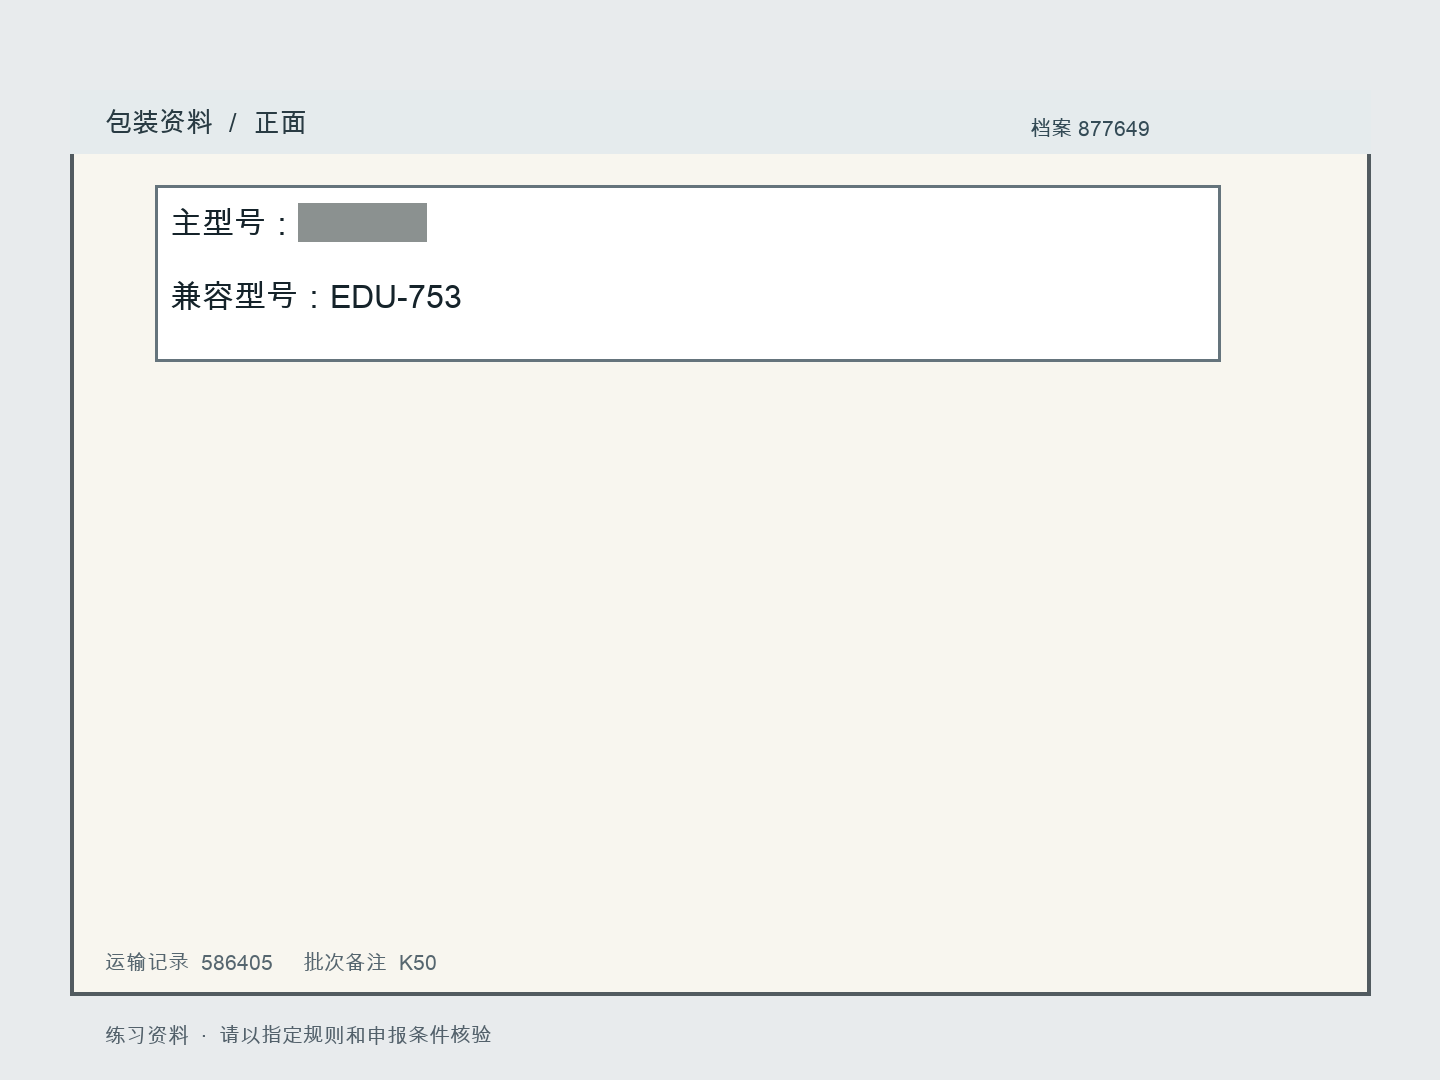 包装资料 / 正面
档案 877649
主型号：
兼容型号：EDU-753
运输记录 586405 批次备注 K50
练习资料 · 请以指定规则和申报条件核验